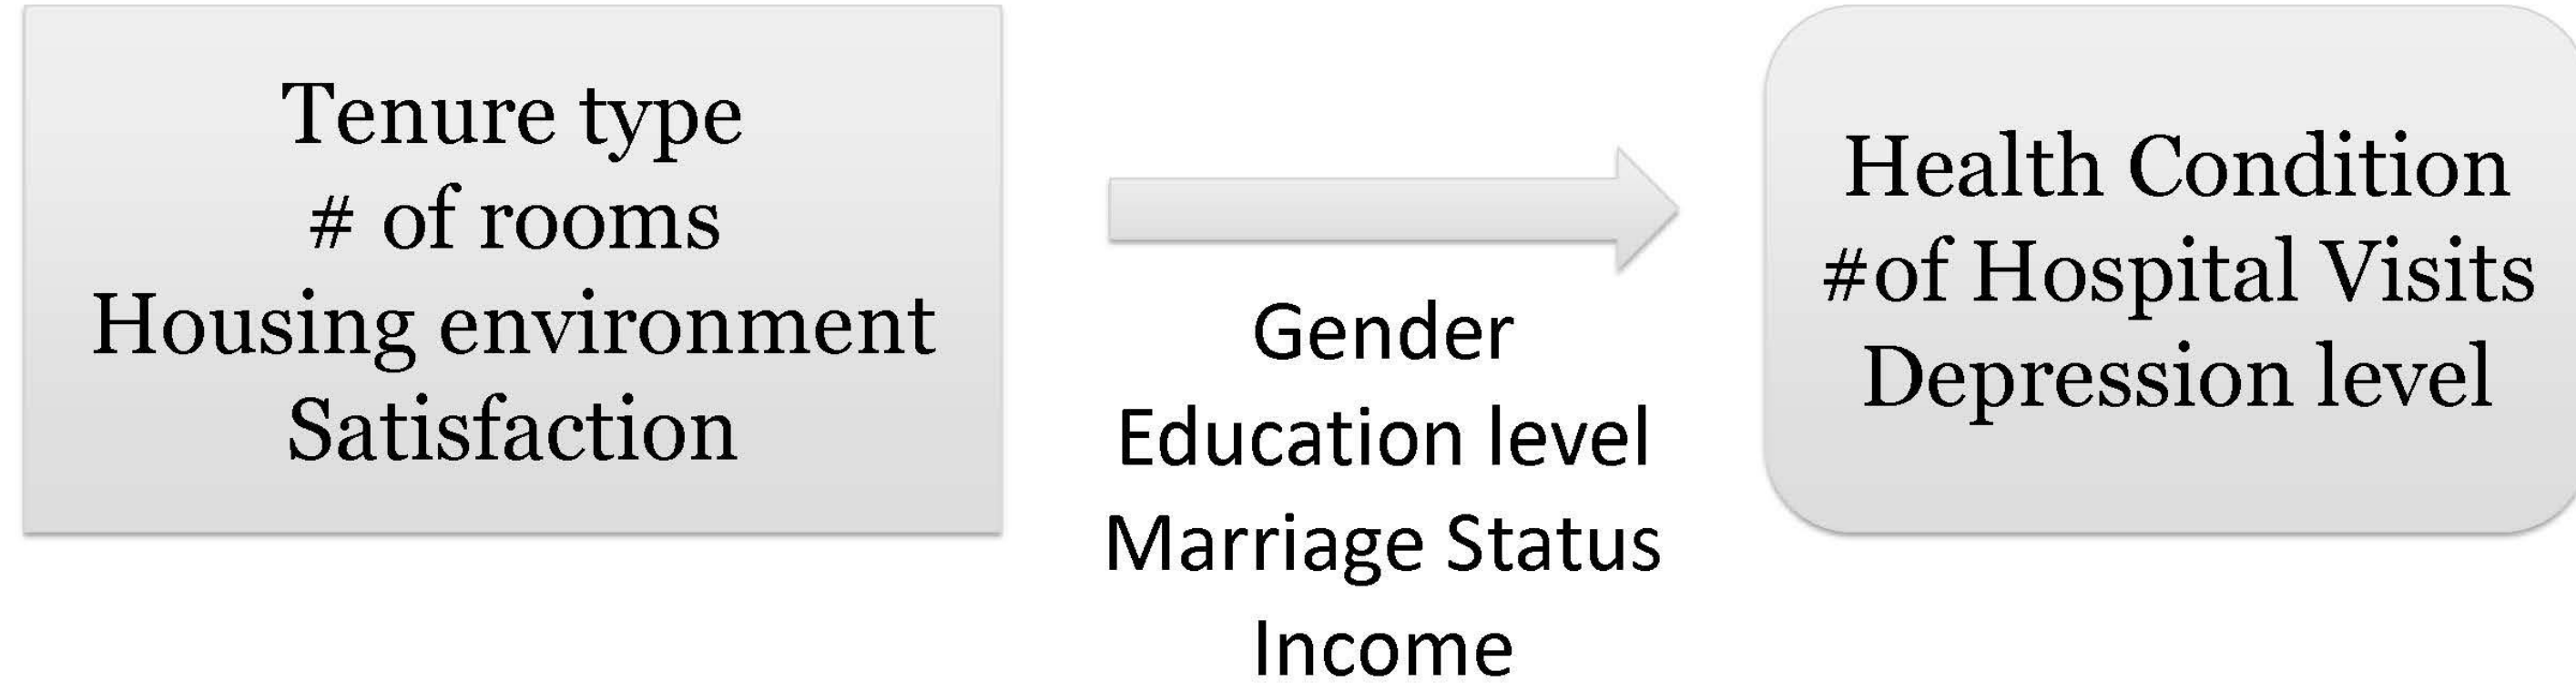 Tenure type
# of rooms
Housing environment
Satisfaction
Gender
Education level
Marriage Status
Income
Health Condition
#of Hospital Visits
Depression level